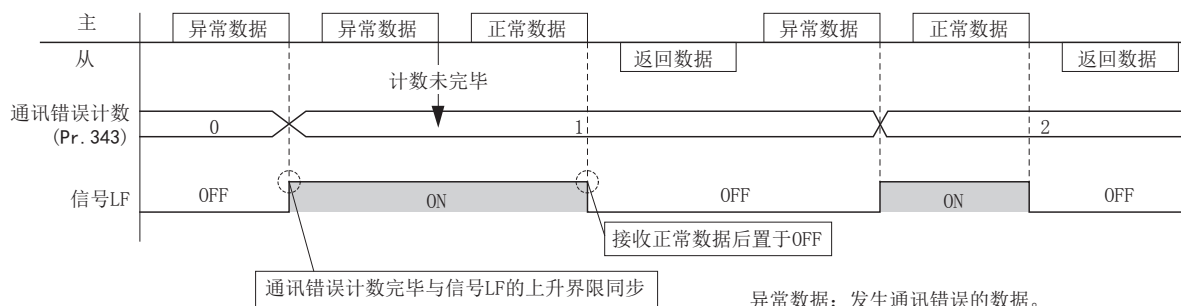 主 异常数据 异常数据 正常数据 异常数据 正常数据
从 返回数据 返回数据
计数未完毕
通讯错误计数
(Pr.343) 0 1 2
信号LF OFF ON OFF ON OFF
接收正常数据后置于OFF
通讯错误计数完毕与信号LF的上升界限同步
异常数据：发生通讯错误的数据。